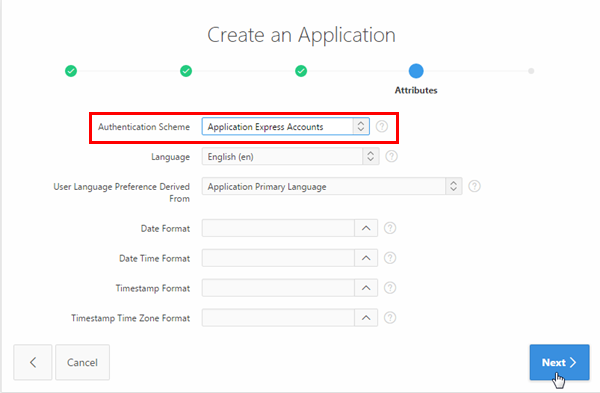 Create an Application
Attributes
Authentication Scheme Application Express Accounts
Language English (en)
User Language Preference Derived
From Application Primary Language
Date Format
Date Time Format
Timestamp Format
Timestamp Time Zone Format
Cancel Next